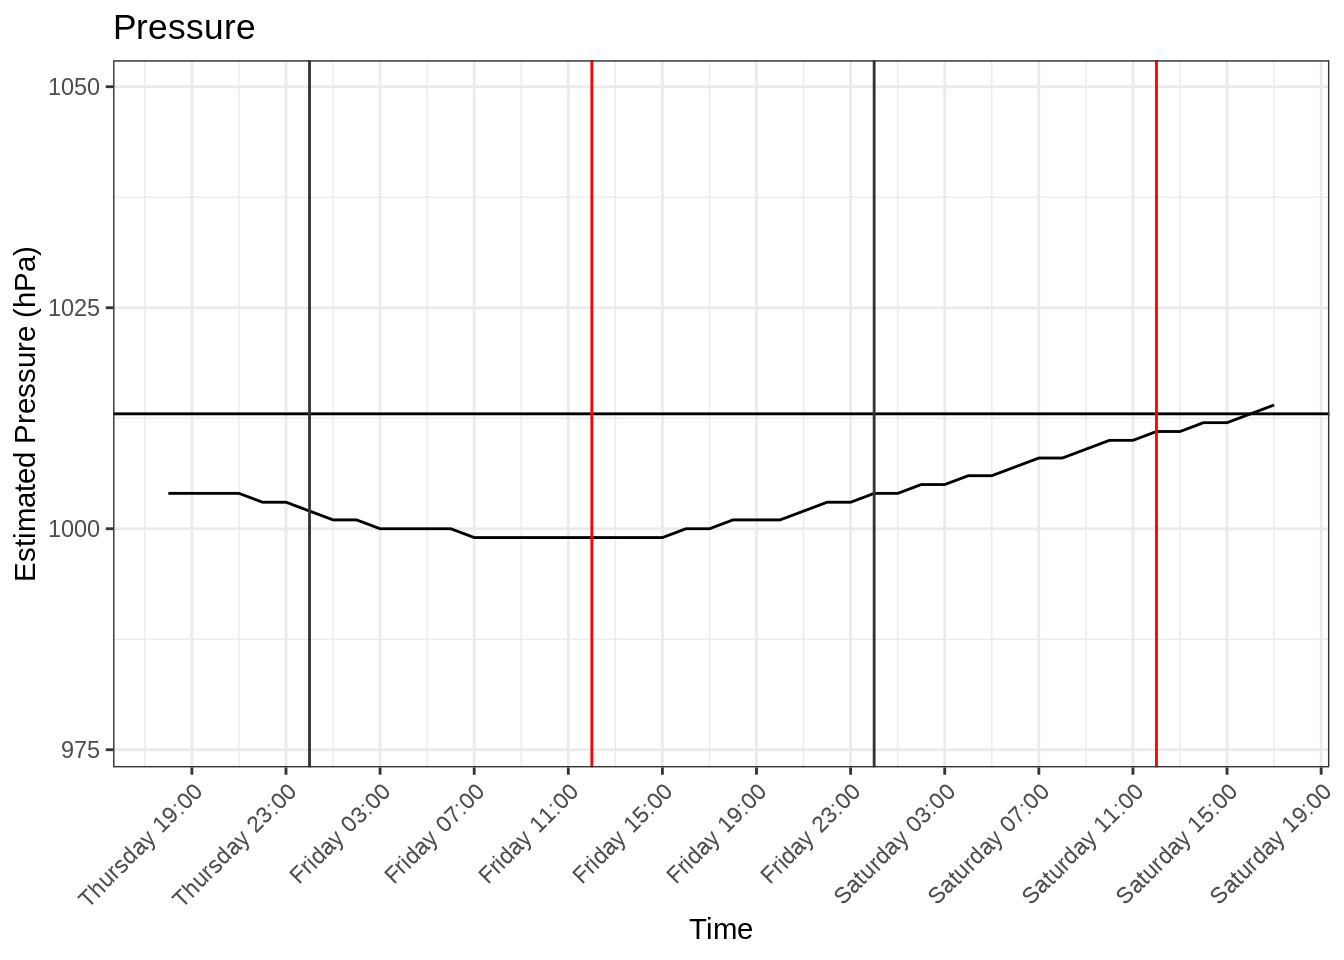 Pressure
Estimated Pressure (hPa)
1050
1025
1000
975
Thursday 19:00
Thursday 23:00
Friday 03:00
Friday 07:00
Friday 11:00
Friday 15:00
Friday 19:00
Friday 23:00
Saturday 03:00
Saturday 07:00
Saturday 11:00
Saturday 15:00
Saturday 19:00
Time